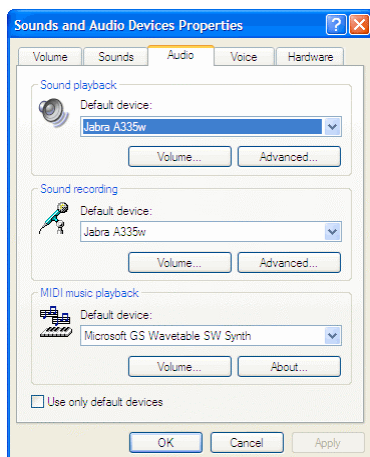 Sounds and Audio Devices Properties
Volume Sounds Audio Voice Hardware
Sound playback
Default device:
Jabra A335w
Volume... Advanced...
Sound recording
Default device:
Jabra A335w
Volume... Advanced...
MIDI music playback
Default device:
Microsoft GS Wavetable SW Synth
Volume... About...
Use only default devices
OK Cancel Apply